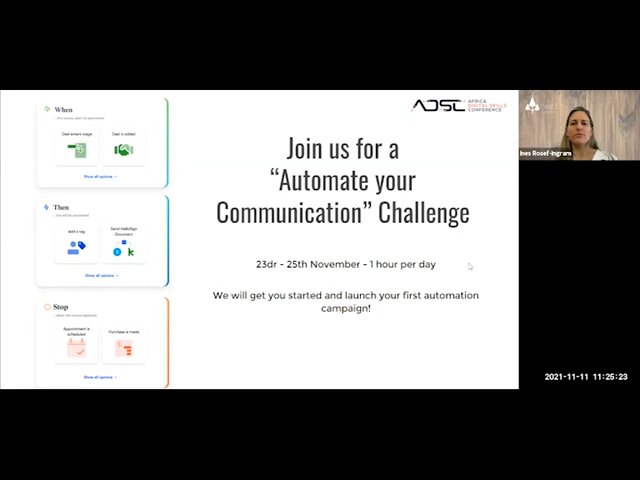 When
Deal enters stage
Deal is added
Show all options
Then
Add a tag
Send HelloSign
Document
Show all options
Stop
Appointment is
scheduled
Purchase is made
Show all options
ADSC
AFRICA
DIGITAL SKILLS
CONFERENCE
Join us for a
“Automate your
Communication” Challenge
23dr - 25th November - 1 hour per day
We will get you started and launch your first automation
campaign!
Ines Rosef-Ingram
2021-11-11 11:25:23